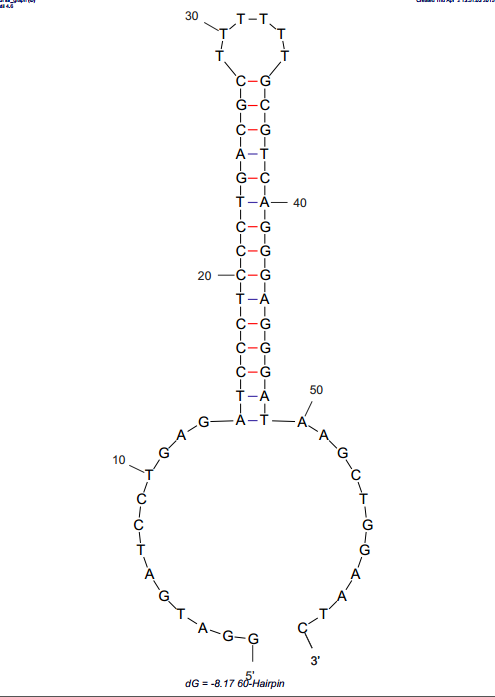 T T
30 T T
T T
C G
G C
C G
A T
G C
T A 40
C G
C G
20 C G
T A
C G
C G
C G
T A
50
G A T A
A A
G G
10 T C
C T
C G
T G
A A
G A
T T
A C
G G
3'
5'
dG = -8.17 60-Hairpin